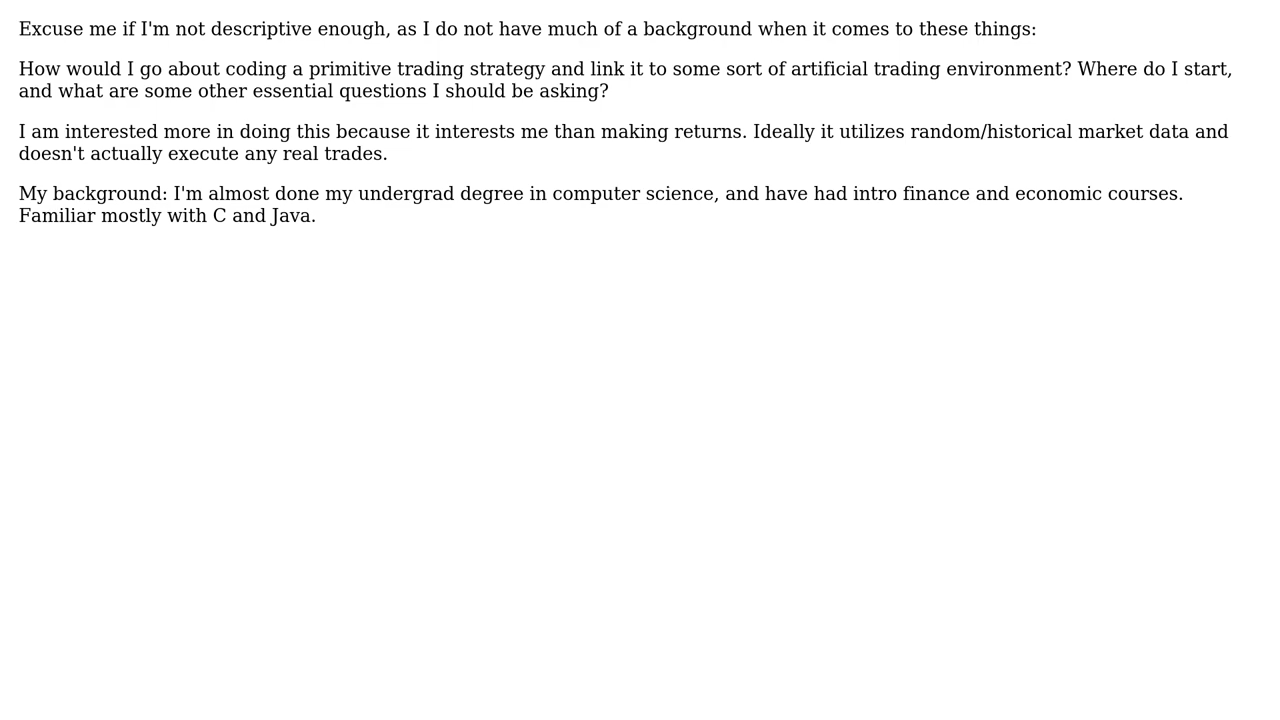 Excuse me if I'm not descriptive enough, as I do not have much of a background when it comes to these things:
How would I go about coding a primitive trading strategy and link it to some sort of artificial trading environment? Where do I start,
and what are some other essential questions I should be asking?
I am interested more in doing this because it interests me than making returns. Ideally it utilizes random/historical market data and
doesn't actually execute any real trades.
My background: I'm almost done my undergrad degree in computer science, and have had intro finance and economic courses.
Familiar mostly with C and Java.